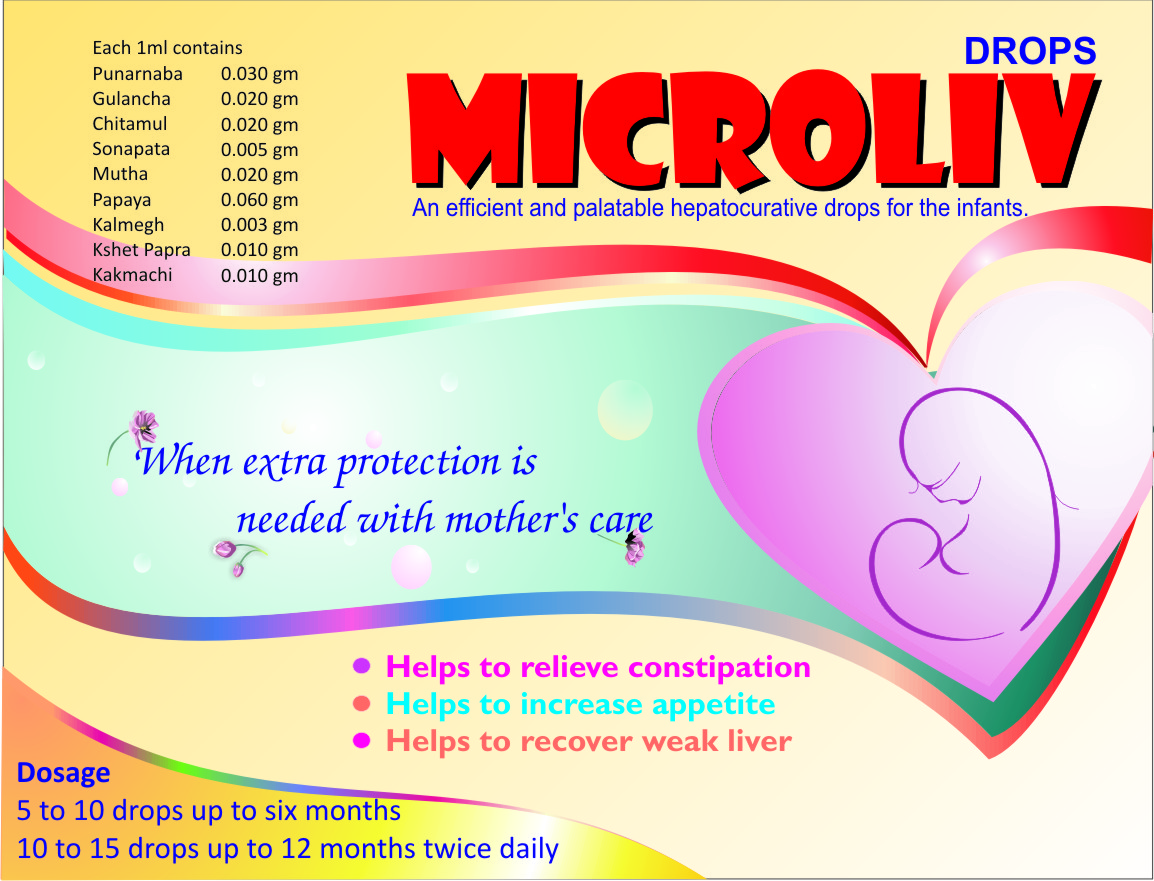 Each 1ml contains
Punarnaba 0.030 gm
Gulancha 0.020 gm
Chitamul 0.020 gm
Sonapata 0.005 gm
Mutha 0.020 gm
Papaya 0.060 gm
Kalmegh 0.003 gm
Kshet Papra 0.010 gm
Kakmachi 0.010 gm
DROPS
MICROLIV
An efficient and palatable hepatocurative drops for the infants.
When extra protection is
needed with mother's care
Helps to relieve constipation
Helps to increase appetite
Helps to recover weak liver
Dosage
5 to 10 drops up to six months
10 to 15 drops up to 12 months twice daily